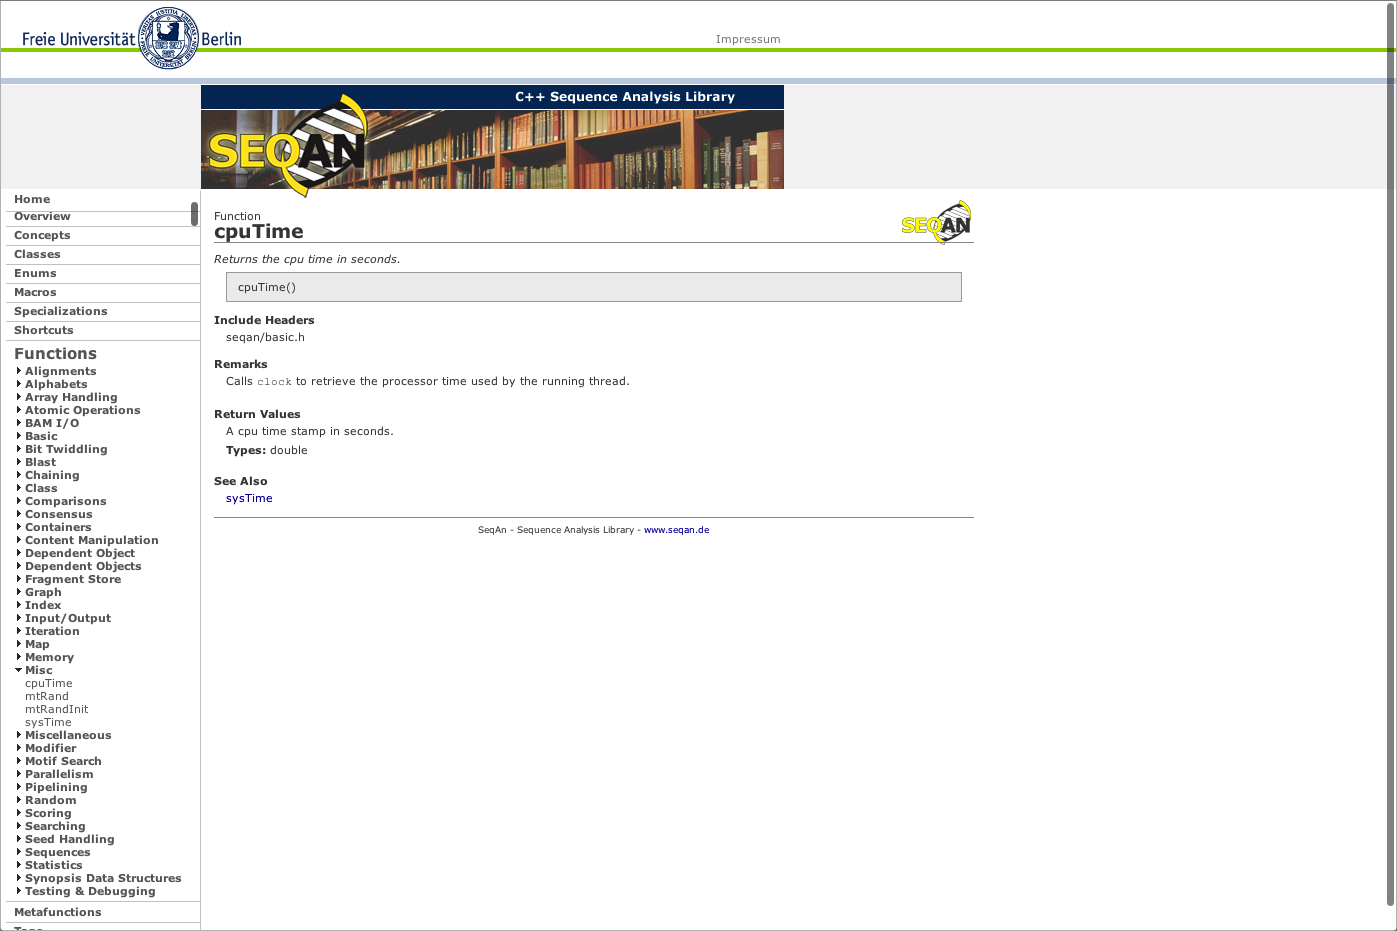 Freie Universität Berlin
Impressum
C++ Sequence Analysis Library
SEQAN
Home
Overview
Concepts
Classes
Enums
Macros
Specializations
Shortcuts
Functions
Alignments
Alphabets
Array Handling
Atomic Operations
BAM I/O
Basic
Bit Twiddling
Blast
Chaining
Class
Comparisons
Consensus
Containers
Content Manipulation
Dependent Object
Dependent Objects
Fragment Store
Graph
Index
Input/Output
Iteration
Map
Memory
Misc
cpuTime
mtRand
mtRandInit
sysTime
Miscellaneous
Modifier
Motif Search
Parallelism
Pipelining
Random
Scoring
Searching
Seed Handling
Sequences
Statistics
Synopsis Data Structures
Testing & Debugging
Metafunctions
Function
cpuTime
SEQAN
Returns the cpu time in seconds.
cpuTime()
Include Headers
seqan/basic.h
Remarks
Calls clock to retrieve the processor time used by the running thread.
Return Values
A cpu time stamp in seconds.
Types: double
See Also
sysTime
SeqAn - Sequence Analysis Library - www.seqan.de